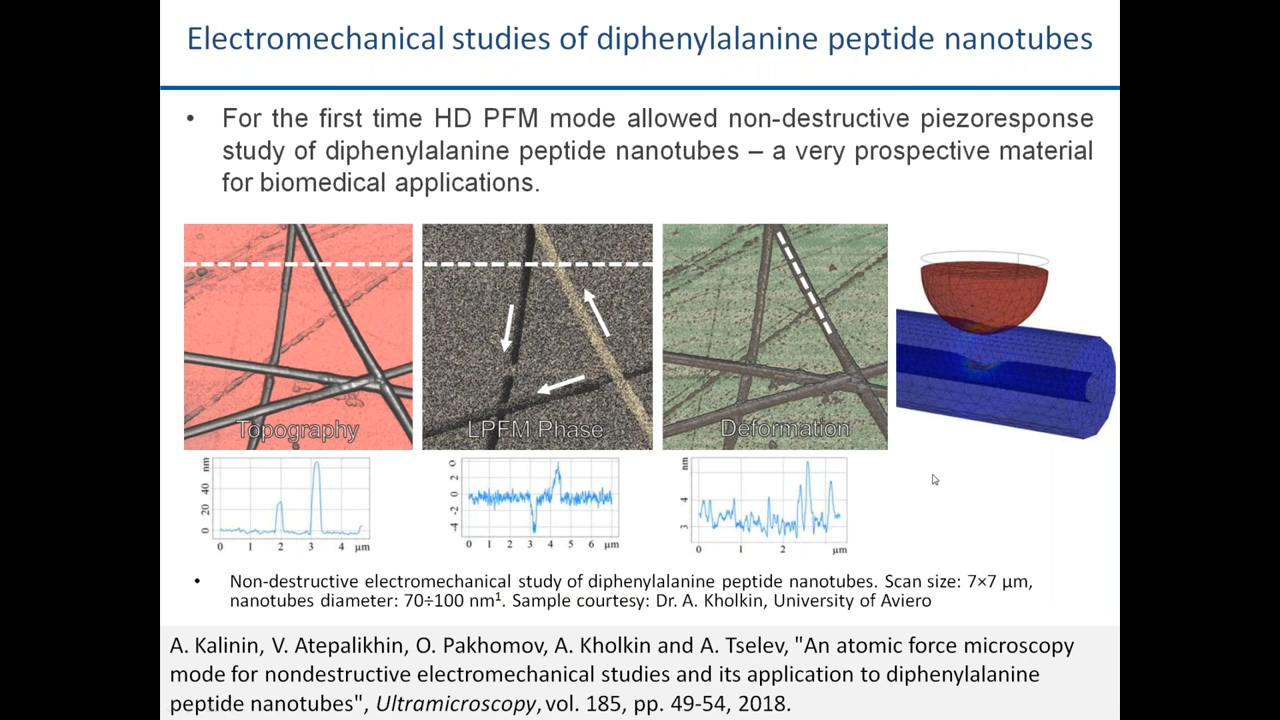 Electromechanical studies of diphenylalanine peptide nanotubes
• For the first time HD PFM mode allowed non-destructive piezoresponse
study of diphenylalanine peptide nanotubes – a very prospective material
for biomedical applications.
Topography
LPFM Phase
Deformation
nm
40
20
0
0 1 2 3 4 µm
0
2
0
-2
-4
0 1 2 3 4 5 6 µm
nm
4
3
0 1 2 µm
• Non-destructive electromechanical study of diphenylalanine peptide nanotubes. Scan size: 7×7 µm,
nanotubes diameter: 70÷100 nm¹. Sample courtesy: Dr. A. Kholkin, University of Aviero
A. Kalinin, V. Atepalikhin, O. Pakhomov, A. Kholkin and A. Tselev, "An atomic force microscopy
mode for nondestructive electromechanical studies and its application to diphenylalanine
peptide nanotubes", Ultramicroscopy, vol. 185, pp. 49-54, 2018.